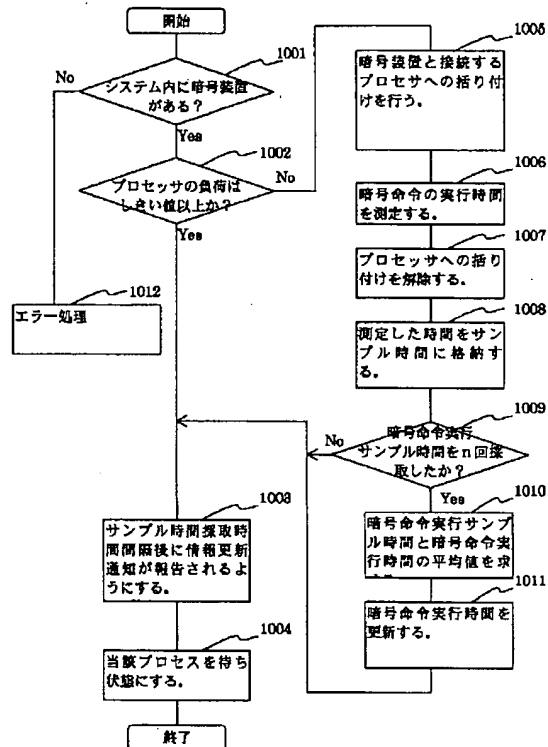 開始
1001
システム内に暗号装置
がある?
No
Yes
1002
プロセッサの負荷は
しきい値以上か?
No
Yes
1012
エラー処理
1005
暗号装置と接続する
プロセサへの括り付
けを行う。
1006
暗号命令の実行時間
を測定する。
1007
プロセッサへの括り
付けを解除する。
1008
測定した時間をサン
プル時間に格納す
る。
1009
暗号命令実行
サンプル時間をn回採
取したか?
No
Yes
1010
暗号命令実行サンプ
ル時間と暗号命令実
行時間の平均値を求
1011
暗号命令実行時間を
更新する。
1003
サンプル時間採取時
間間隔後に情報更新
通知が報告されるよ
うにする。
1004
当該プロセスを待ち
状態にする。
終了